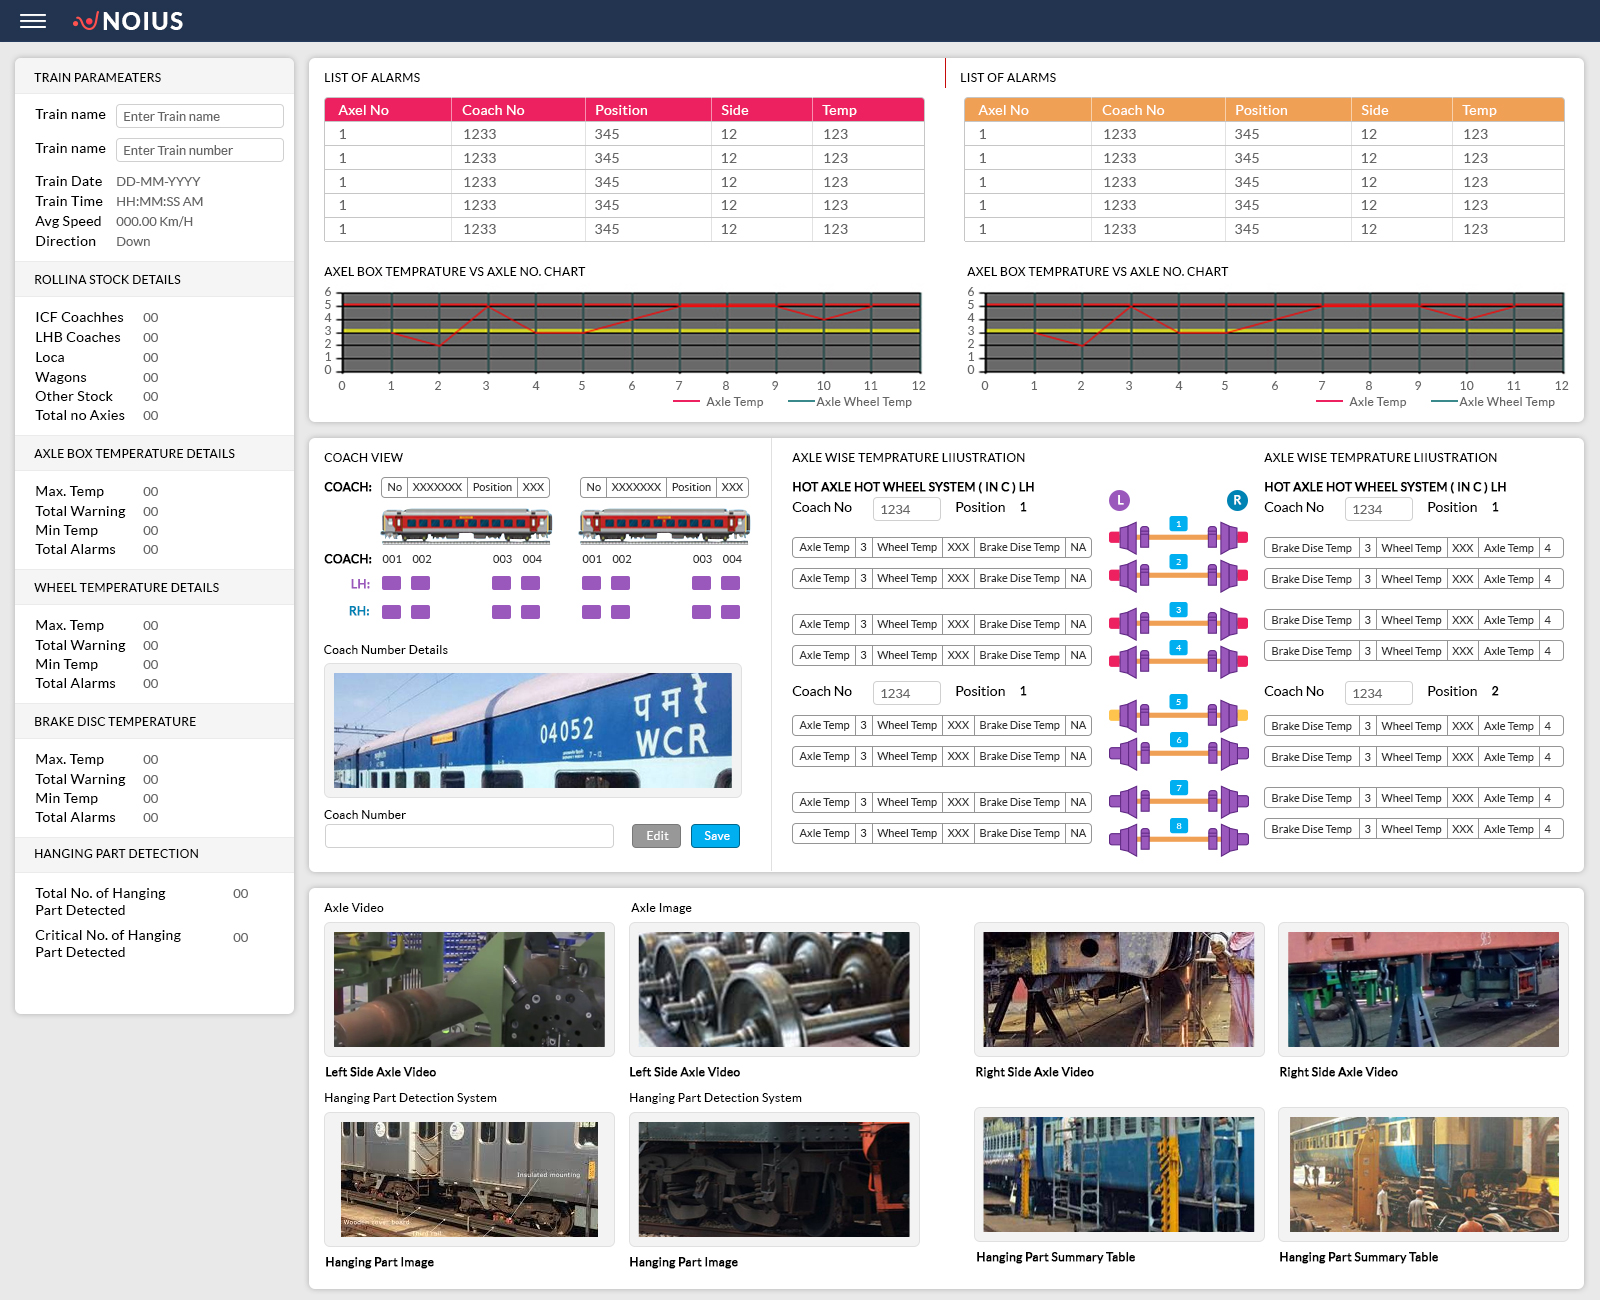 NOIUS
TRAIN PARAMEATERS
Train name Enter Train name
Train name Enter Train number
Train Date DD-MM-YYYY
Train Time HH:MM:SS AM
Avg Speed 000.00 Km/H
Direction Down
ROLLINA STOCK DETAILS
ICF Coachhes 00
LHB Coaches 00
Loca 00
Wagons 00
Other Stock 00
Total no Axies 00
AXLE BOX TEMPERATURE DETAILS
Max. Temp 00
Total Warning 00
Min Temp 00
Total Alarms 00
WHEEL TEMPERATURE DETAILS
Max. Temp 00
Total Warning 00
Min Temp 00
Total Alarms 00
BRAKE DISC TEMPERATURE
Max. Temp 00
Total Warning 00
Min Temp 00
Total Alarms 00
HANGING PART DETECTION
Total No. of Hanging 00
Part Detected
Critical No. of Hanging 00
Part Detected
LIST OF ALARMS
Axel No Coach No Position Side Temp
1 1233 345 12 123
1 1233 345 12 123
1 1233 345 12 123
1 1233 345 12 123
1 1233 345 12 123
LIST OF ALARMS
Axel No Coach No Position Side Temp
1 1233 345 12 123
1 1233 345 12 123
1 1233 345 12 123
1 1233 345 12 123
1 1233 345 12 123
AXEL BOX TEMPRATURE VS AXLE NO. CHART
6
5
4
3
2
1
0
0 1 2 3 4 5 6 7 8 9 10 11 12
Axle Temp Axle Wheel Temp
AXEL BOX TEMPRATURE VS AXLE NO. CHART
6
5
4
3
2
1
0
0 1 2 3 4 5 6 7 8 9 10 11 12
Axle Temp Axle Wheel Temp
COACH VIEW
COACH: No XXXXXXX Position XXX No XXXXXXX Position XXX
COACH: 001 002 003 004 001 002 003 004
LH:
RH:
Coach Number Details
पमरे
04052
WCR
7-12
Coach Number
Edit Save
AXLE WISE TEMPRATURE LIIUSTRATION
HOT AXLE HOT WHEEL SYSTEM ( IN C ) LH
Coach No 1234 Position 1
Axle Temp 3 Wheel Temp XXX Brake Dise Temp NA
Axle Temp 3 Wheel Temp XXX Brake Dise Temp NA
Axle Temp 3 Wheel Temp XXX Brake Dise Temp NA
Axle Temp 3 Wheel Temp XXX Brake Dise Temp NA
Coach No 1234 Position 1
Axle Temp 3 Wheel Temp XXX Brake Dise Temp NA
Axle Temp 3 Wheel Temp XXX Brake Dise Temp NA
Axle Temp 3 Wheel Temp XXX Brake Dise Temp NA
Axle Temp 3 Wheel Temp XXX Brake Dise Temp NA
L R
1
2
3
4
5
6
7
8
AXLE WISE TEMPRATURE LIIUSTRATION
HOT AXLE HOT WHEEL SYSTEM ( IN C ) LH
Coach No 1234 Position 1
Brake Dise Temp 3 Wheel Temp XXX Axle Temp 4
Brake Dise Temp 3 Wheel Temp XXX Axle Temp 4
Brake Dise Temp 3 Wheel Temp XXX Axle Temp 4
Brake Dise Temp 3 Wheel Temp XXX Axle Temp 4
Coach No 1234 Position 2
Brake Dise Temp 3 Wheel Temp XXX Axle Temp 4
Brake Dise Temp 3 Wheel Temp XXX Axle Temp 4
Brake Dise Temp 3 Wheel Temp XXX Axle Temp 4
Brake Dise Temp 3 Wheel Temp XXX Axle Temp 4
Axle Video Axle Image
Left Side Axle Video Left Side Axle Video Right Side Axle Video Right Side Axle Video
Hanging Part Detection System Hanging Part Detection System
Insulated mounting
Wooden cover board
Third rail
Hanging Part Image Hanging Part Image Hanging Part Summary Table Hanging Part Summary Table